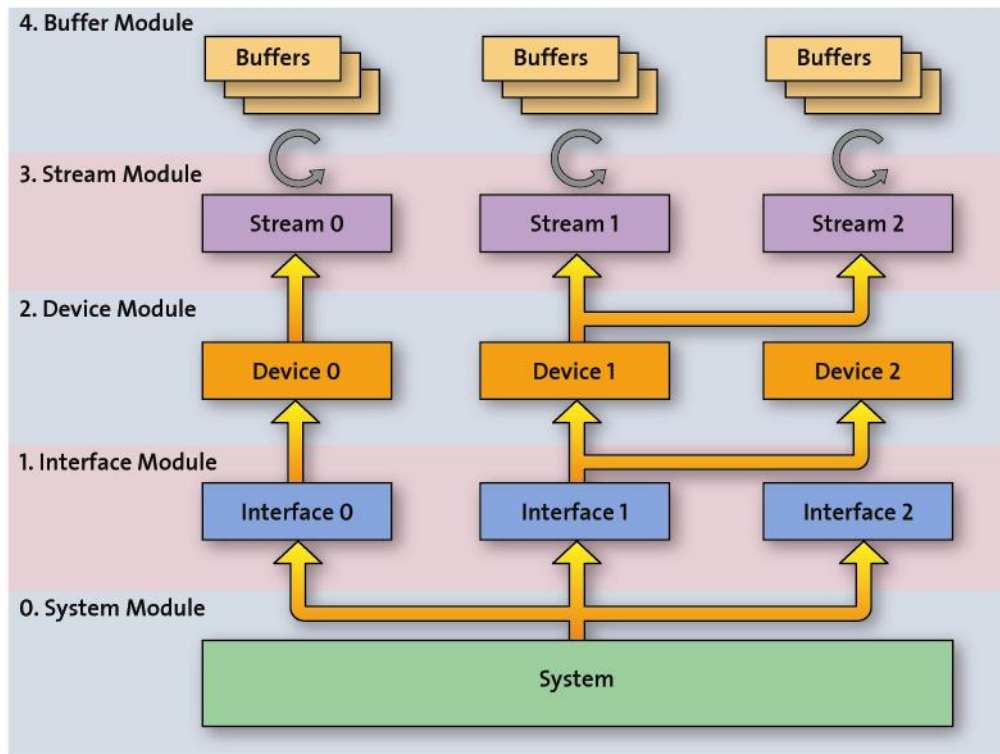 4. Buffer Module
Buffers
Buffers
Buffers
3. Stream Module
Stream 0
Stream 1
Stream 2
2. Device Module
Device 0
Device 1
Device 2
1. Interface Module
Interface 0
Interface 1
Interface 2
0. System Module
System